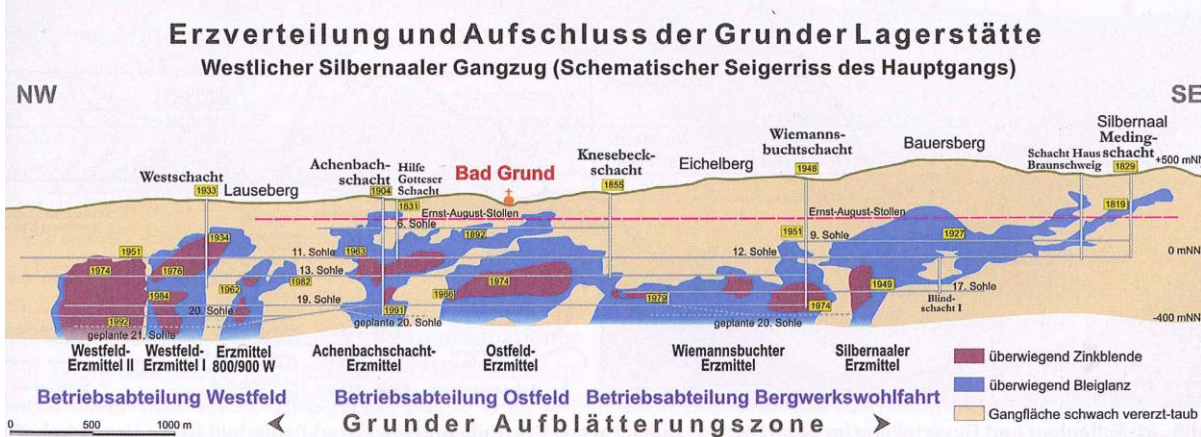 Erzverteilung und Aufschluss der Grunder Lagerstätte
Westlicher Silbernaaler Gangzug (Schematischer Seigerriss des Hauptgangs)
NW
SE
Westschacht
1933
Lauseberg
Achenbach-
schacht
1904
Hilfe
Gotteser
Schacht
1831
Bad Grund
Knesebeck-
schacht
1855
Eichelberg
Wiemanns-
buchtschacht
1948
Bauersberg
Schacht Haus
Braunschweig
Silbernaal
Meding-
schacht
1829
+500 mNN
Ernst-August-Stollen
Ernst-August-Stollen
1819
6. Sohle
1892
1934
1951
11. Sohle
1963
1951
9. Sohle
1927
12. Sohle
0 mNN
1974
1976
13. Sohle
1982
1974
1949
17. Sohle
1984
1962
1986
1979
Blind-
schacht I
19. Sohle
1991
1974
20. Sohle
1992
geplante 21. Sohle
geplante 20. Sohle
geplante 20. Sohle
-400 mNN
Westfeld-
Erzmittel II
Westfeld-
Erzmittel I
Erzmittel
800/900 W
Achenbachschacht-
Erzmittel
Ostfeld-
Erzmittel
Wiemannsbuchter
Erzmittel
Silbernaaler
Erzmittel
Betriebsabteilung Westfeld
Betriebsabteilung Ostfeld
Betriebsabteilung Bergwerkswohlfahrt
Grunder Aufblätterungszone
0 500 1000 m
überwiegend Zinkblende
überwiegend Bleiglanz
Gangfläche schwach vererzt-taub